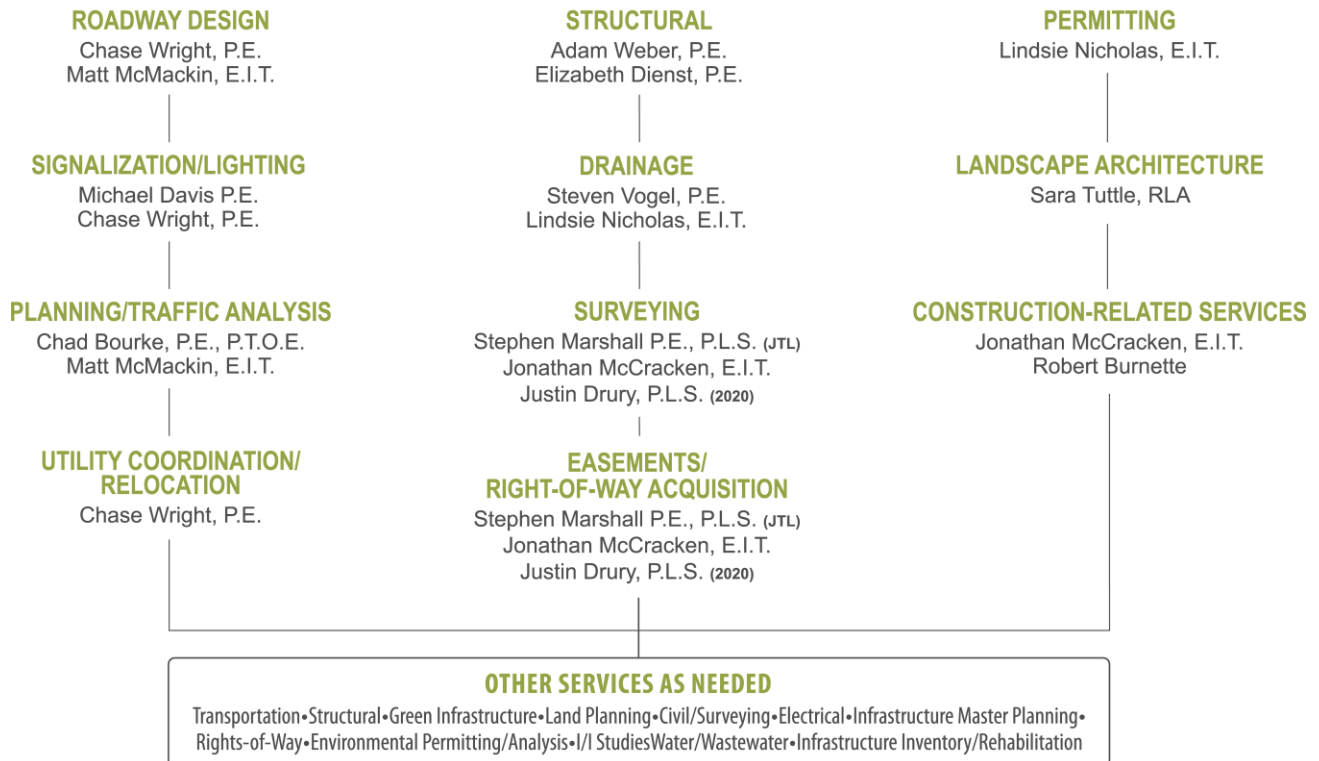 ROADWAY DESIGN
Chase Wright, P.E.
Matt McMackin, E.I.T.
SIGNALIZATION/LIGHTING
Michael Davis P.E.
Chase Wright, P.E.
PLANNING/TRAFFIC ANALYSIS
Chad Bourke, P.E., P.T.O.E.
Matt McMackin, E.I.T.
UTILITY COORDINATION/
RELOCATION
Chase Wright, P.E.
STRUCTURAL
Adam Weber, P.E.
Elizabeth Dienst, P.E.
DRAINAGE
Steven Vogel, P.E.
Lindsie Nicholas, E.I.T.
SURVEYING
Stephen Marshall P.E., P.L.S. (JTL)
Jonathan McCracken, E.I.T.
Justin Drury, P.L.S. (2020)
EASEMENTS/
RIGHT-OF-WAY ACQUISITION
Stephen Marshall P.E., P.L.S. (JTL)
Jonathan McCracken, E.I.T.
Justin Drury, P.L.S. (2020)
PERMITTING
Lindsie Nicholas, E.I.T.
LANDSCAPE ARCHITECTURE
Sara Tuttle, RLA
CONSTRUCTION-RELATED SERVICES
Jonathan McCracken, E.I.T.
Robert Burnette
OTHER SERVICES AS NEEDED
Transportation•Structural•Green Infrastructure•Land Planning•Civil/Surveying•Electrical•Infrastructure Master Planning•
Rights-of-Way•Environmental Permitting/Analysis•I/I StudiesWater/Wastewater•Infrastructure Inventory/Rehabilitation